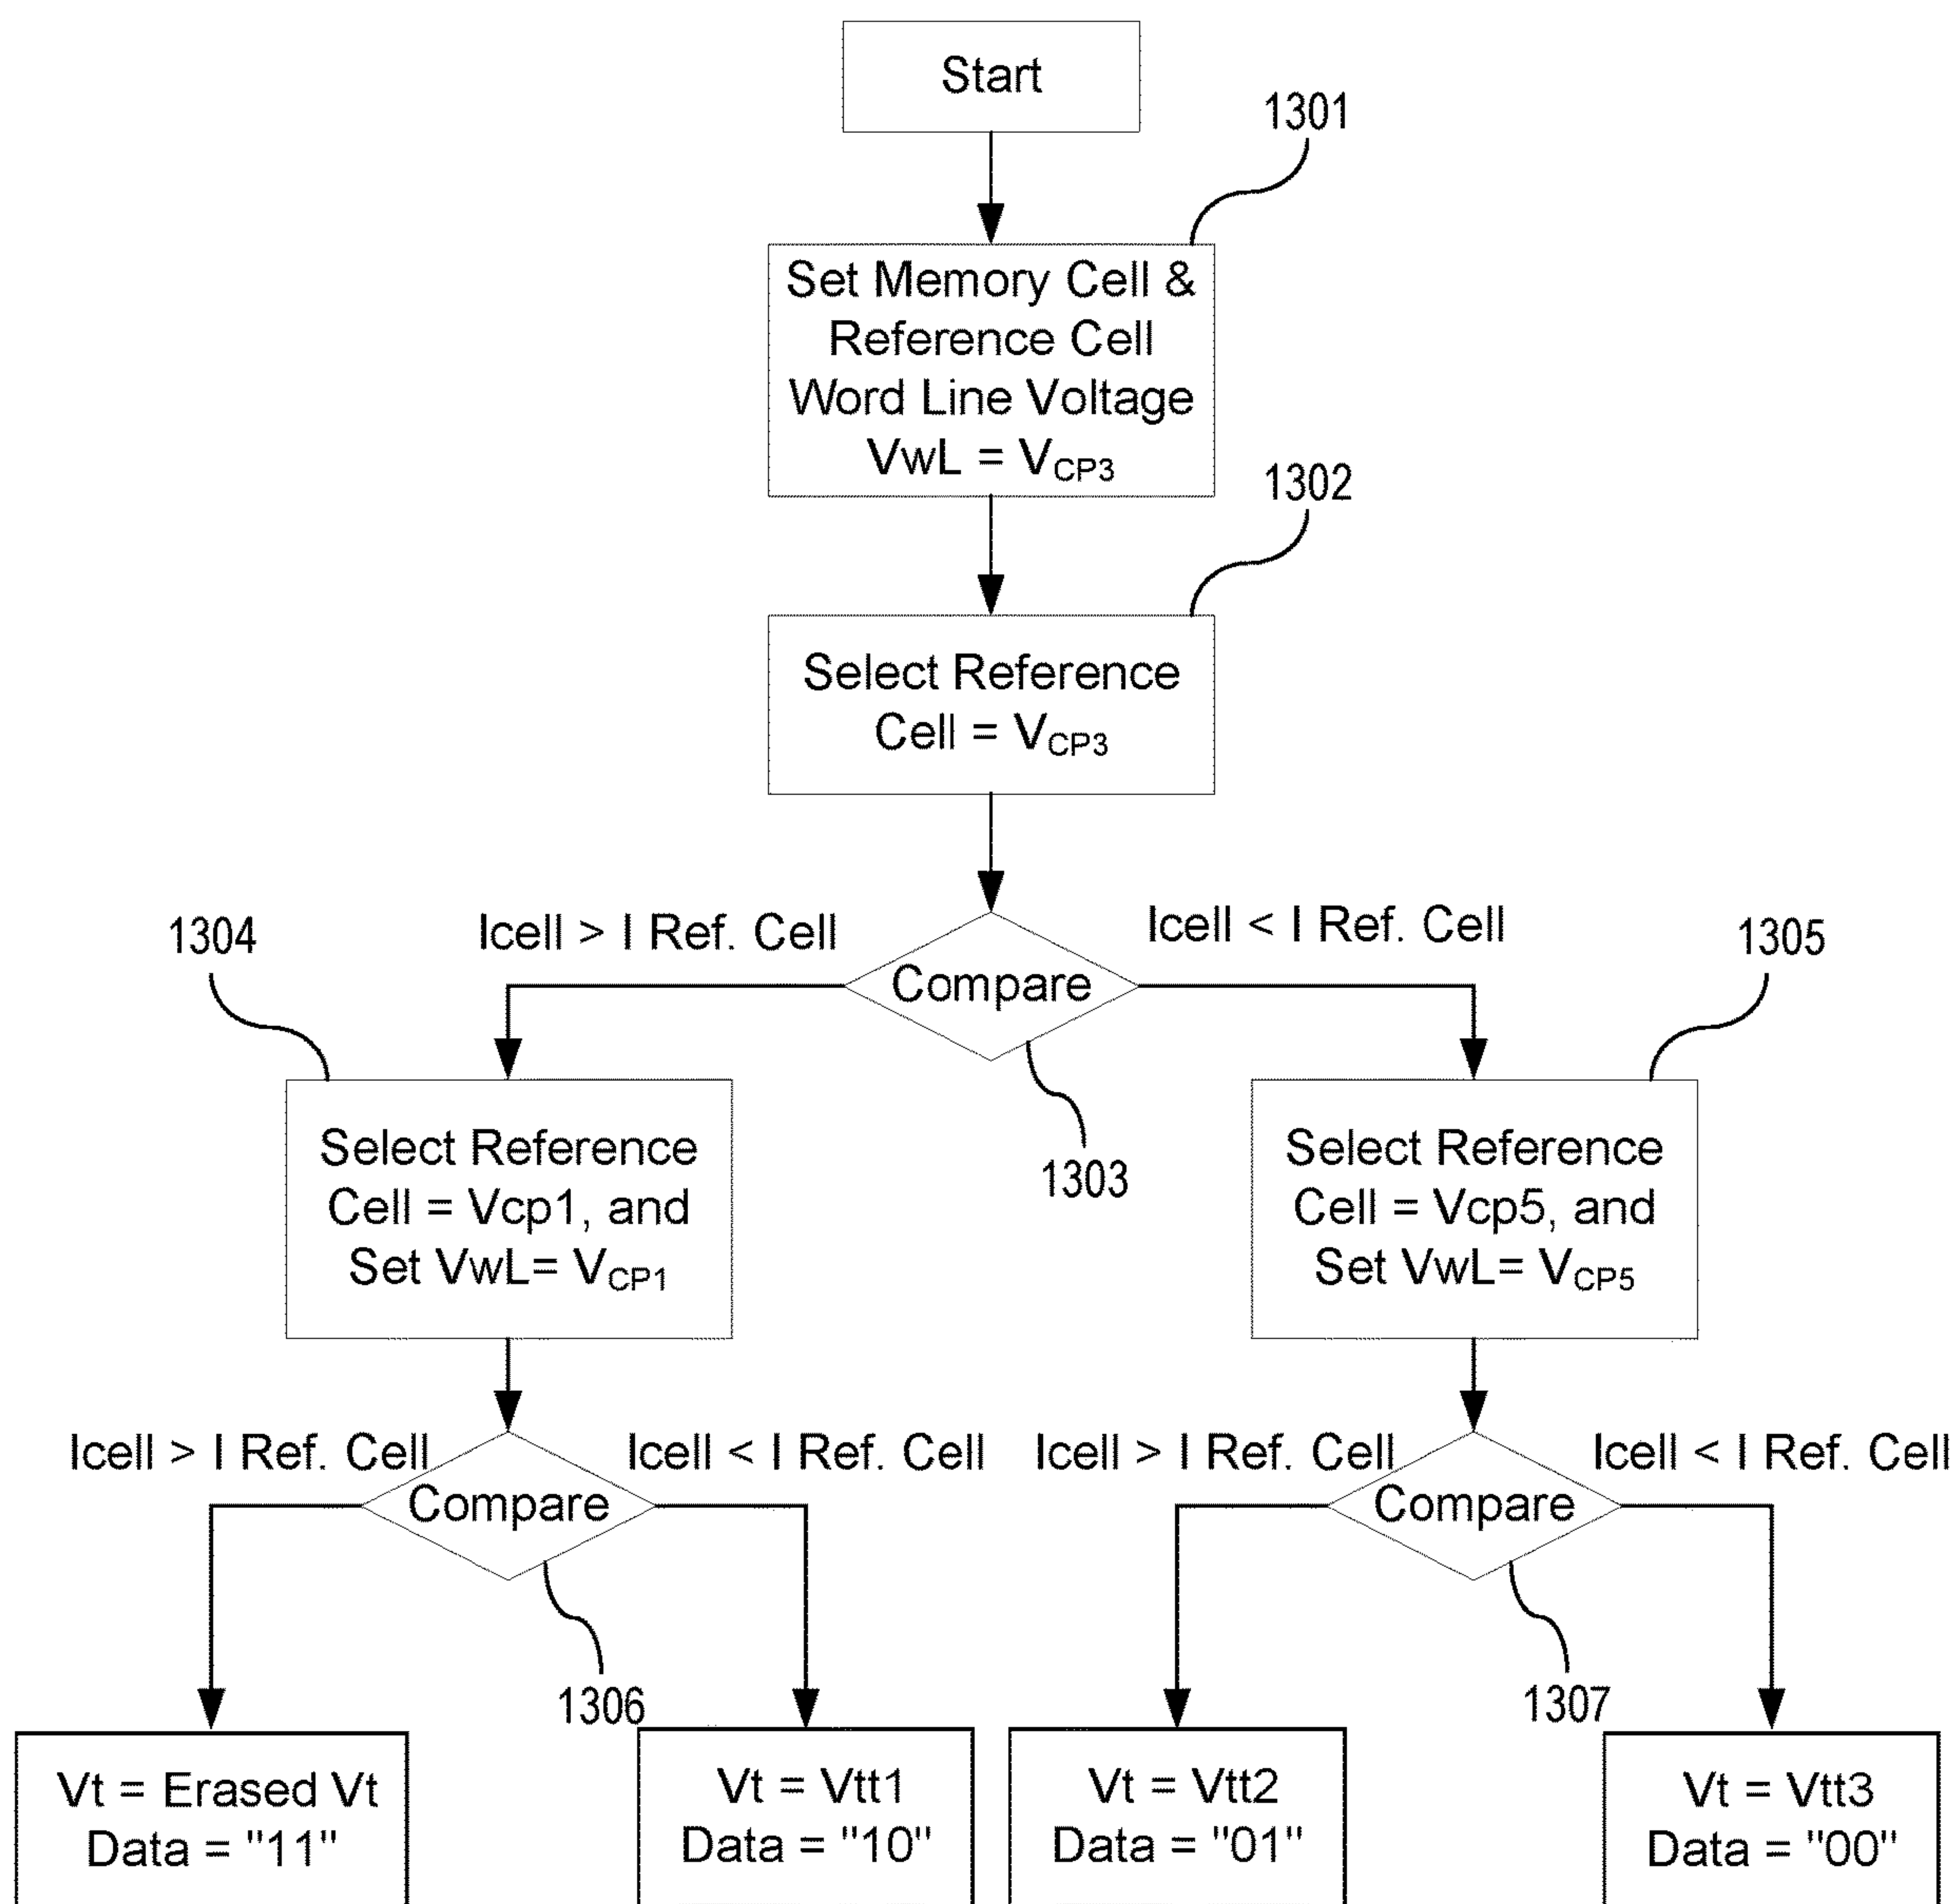 Start
1301
Set Memory Cell &
Reference Cell
Word Line Voltage
VwL = VCP3
1302
Select Reference
Cell = VCP3
1304
Icell > I Ref. Cell
Icell < I Ref. Cell
1305
Compare
1303
Select Reference
Cell = Vcp1, and
Set VwL= VCP1
Select Reference
Cell = Vcp5, and
Set VwL= VCP5
Icell > I Ref. Cell
Icell < I Ref. Cell
Icell > I Ref. Cell
Icell < I Ref. Cell
Compare
Compare
1306
1307
Vt = Erased Vt
Data = "11"
Vt = Vtt1
Data = "10"
Vt = Vtt2
Data = "01"
Vt = Vtt3
Data = "00"